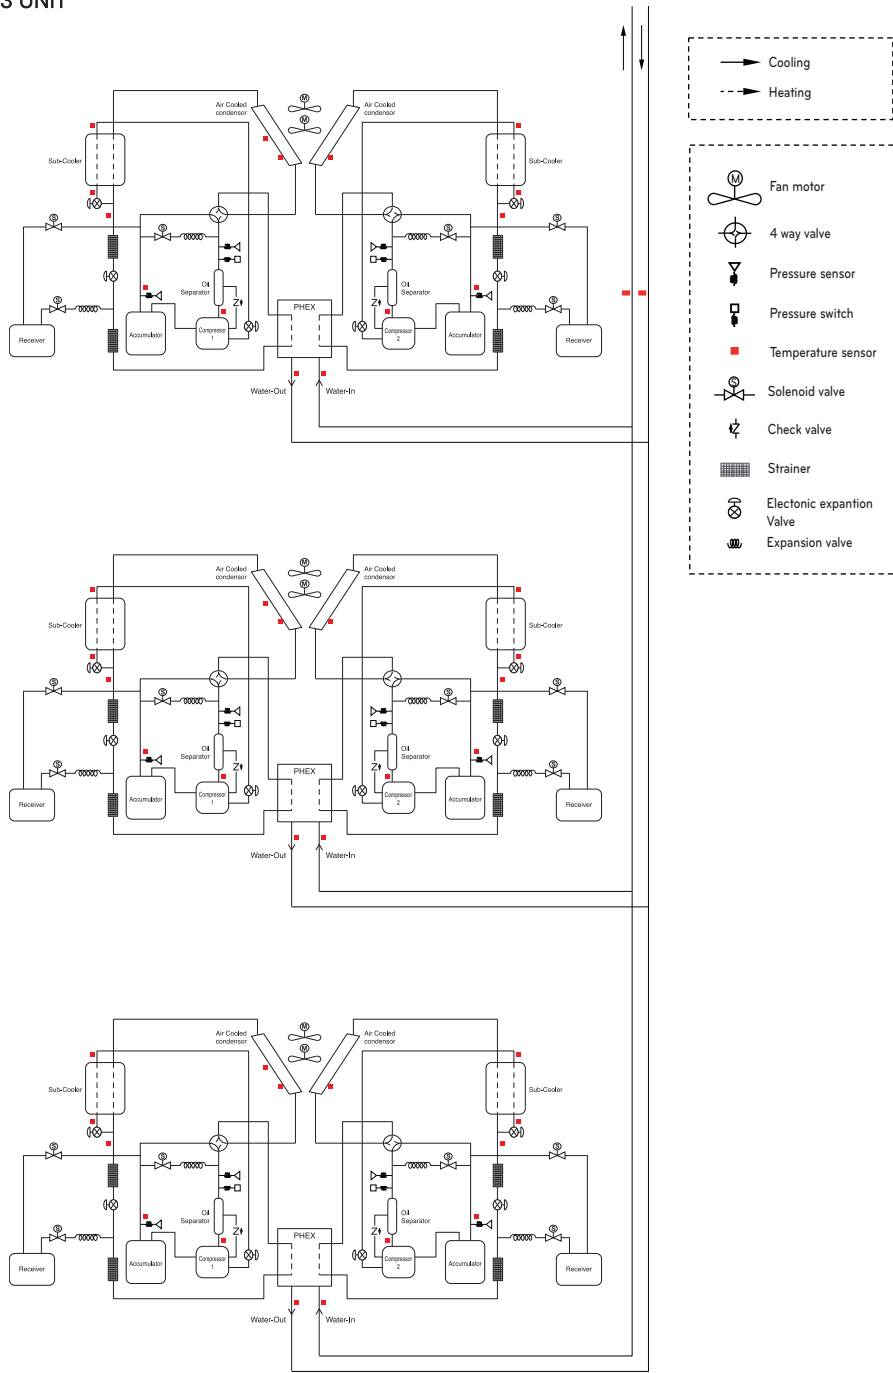 3 UNIT
Cooling
Heating
Fan motor
4 way valve
Pressure sensor
Pressure switch
Temperature sensor
Solenoid valve
Check valve
Strainer
Electonic expantion
Valve
Expansion valve
M
M
Air Cooled
condensor
Air Cooled
condensor
Sub-Cooler
Sub-Cooler
S
S
S
S
Oil
Separator
Oil
Separator
S
S
PHEX
Receiver
Accumulator
Compressor
1
Compressor
2
Accumulator
Receiver
Water-Out
Water-In
M
M
Air Cooled
condensor
Air Cooled
condensor
Sub-Cooler
Sub-Cooler
S
S
S
S
Oil
Separator
Oil
Separator
S
S
PHEX
Receiver
Accumulator
Compressor
1
Compressor
2
Accumulator
Receiver
Water-Out
Water-In
M
M
Air Cooled
condensor
Air Cooled
condensor
Sub-Cooler
Sub-Cooler
S
S
S
S
Oil
Separator
Oil
Separator
S
S
PHEX
Receiver
Accumulator
Compressor
1
Compressor
2
Accumulator
Receiver
Water-Out
Water-In